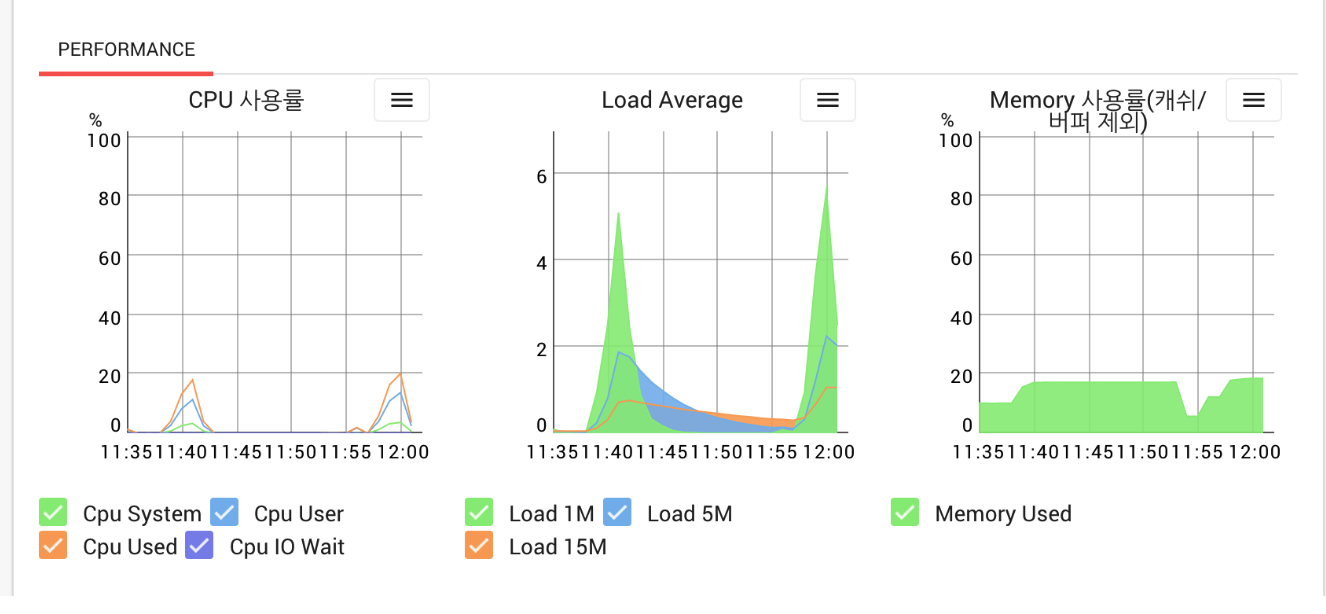 PERFORMANCE
CPU 사용률
%
100
80
60
40
20
0
11:35 11:40 11:45 11:50 11:55 12:00
Cpu System Cpu User
Cpu Used Cpu IO Wait
Load Average
6
4
2
0
11:35 11:40 11:45 11:50 11:55 12:00
Load 1M Load 5M
Load 15M
Memory 사용률(캐쉬/
버퍼 제외)
%
100
80
60
40
20
0
11:35 11:40 11:45 11:50 11:55 12:00
Memory Used